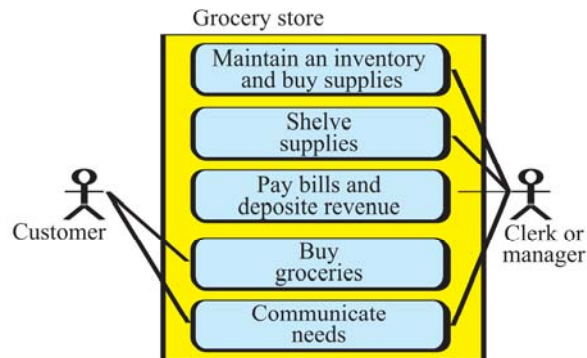 Grocery store
Maintain an inventory
and buy supplies
Shelve
supplies
Pay bills and
deposite revenue
Customer
Clerk or
manager
Buy
groceries
Communicate
needs